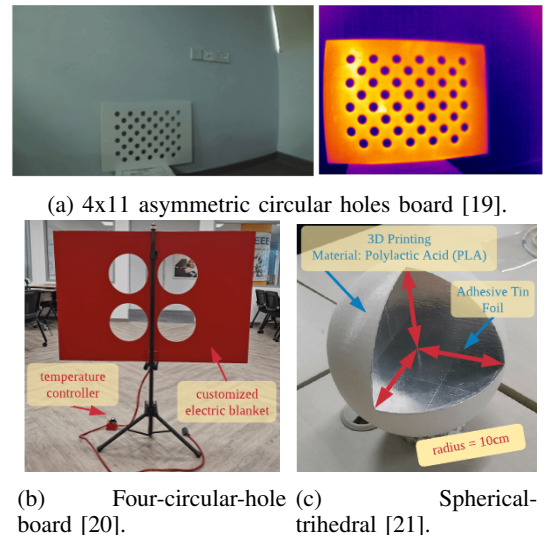 (a) 4x11 asymmetric circular holes board [19].
temperature
controller
customized
electric blanket
3D Printing
Material: Polylactic Acid (PLA)
Adhesive Tin
Foil
radius = 10cm
(b) Four-circular-hole
board [20].
(c) Spherical-
trihedral [21].